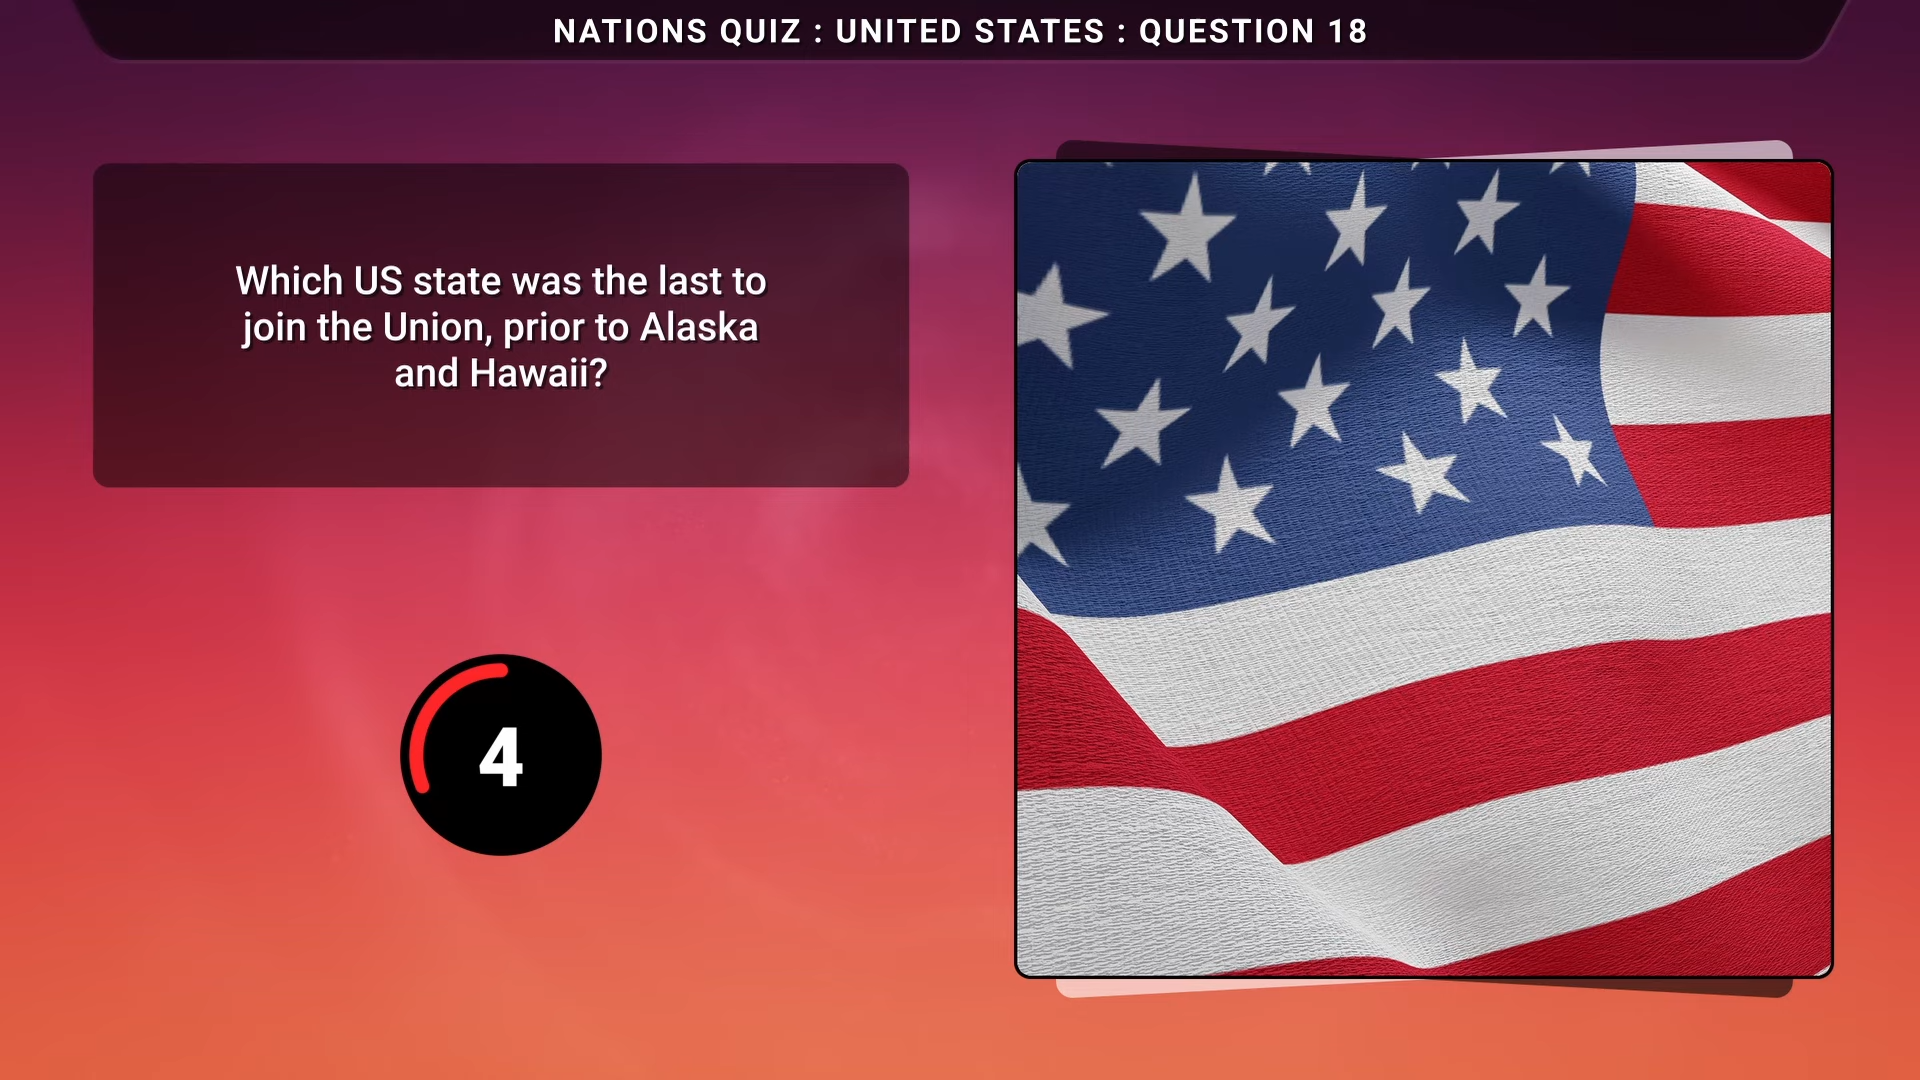 NATIONS QUIZ : UNITED STATES : QUESTION 18
Which US state was the last to
join the Union, prior to Alaska
and Hawaii?
4